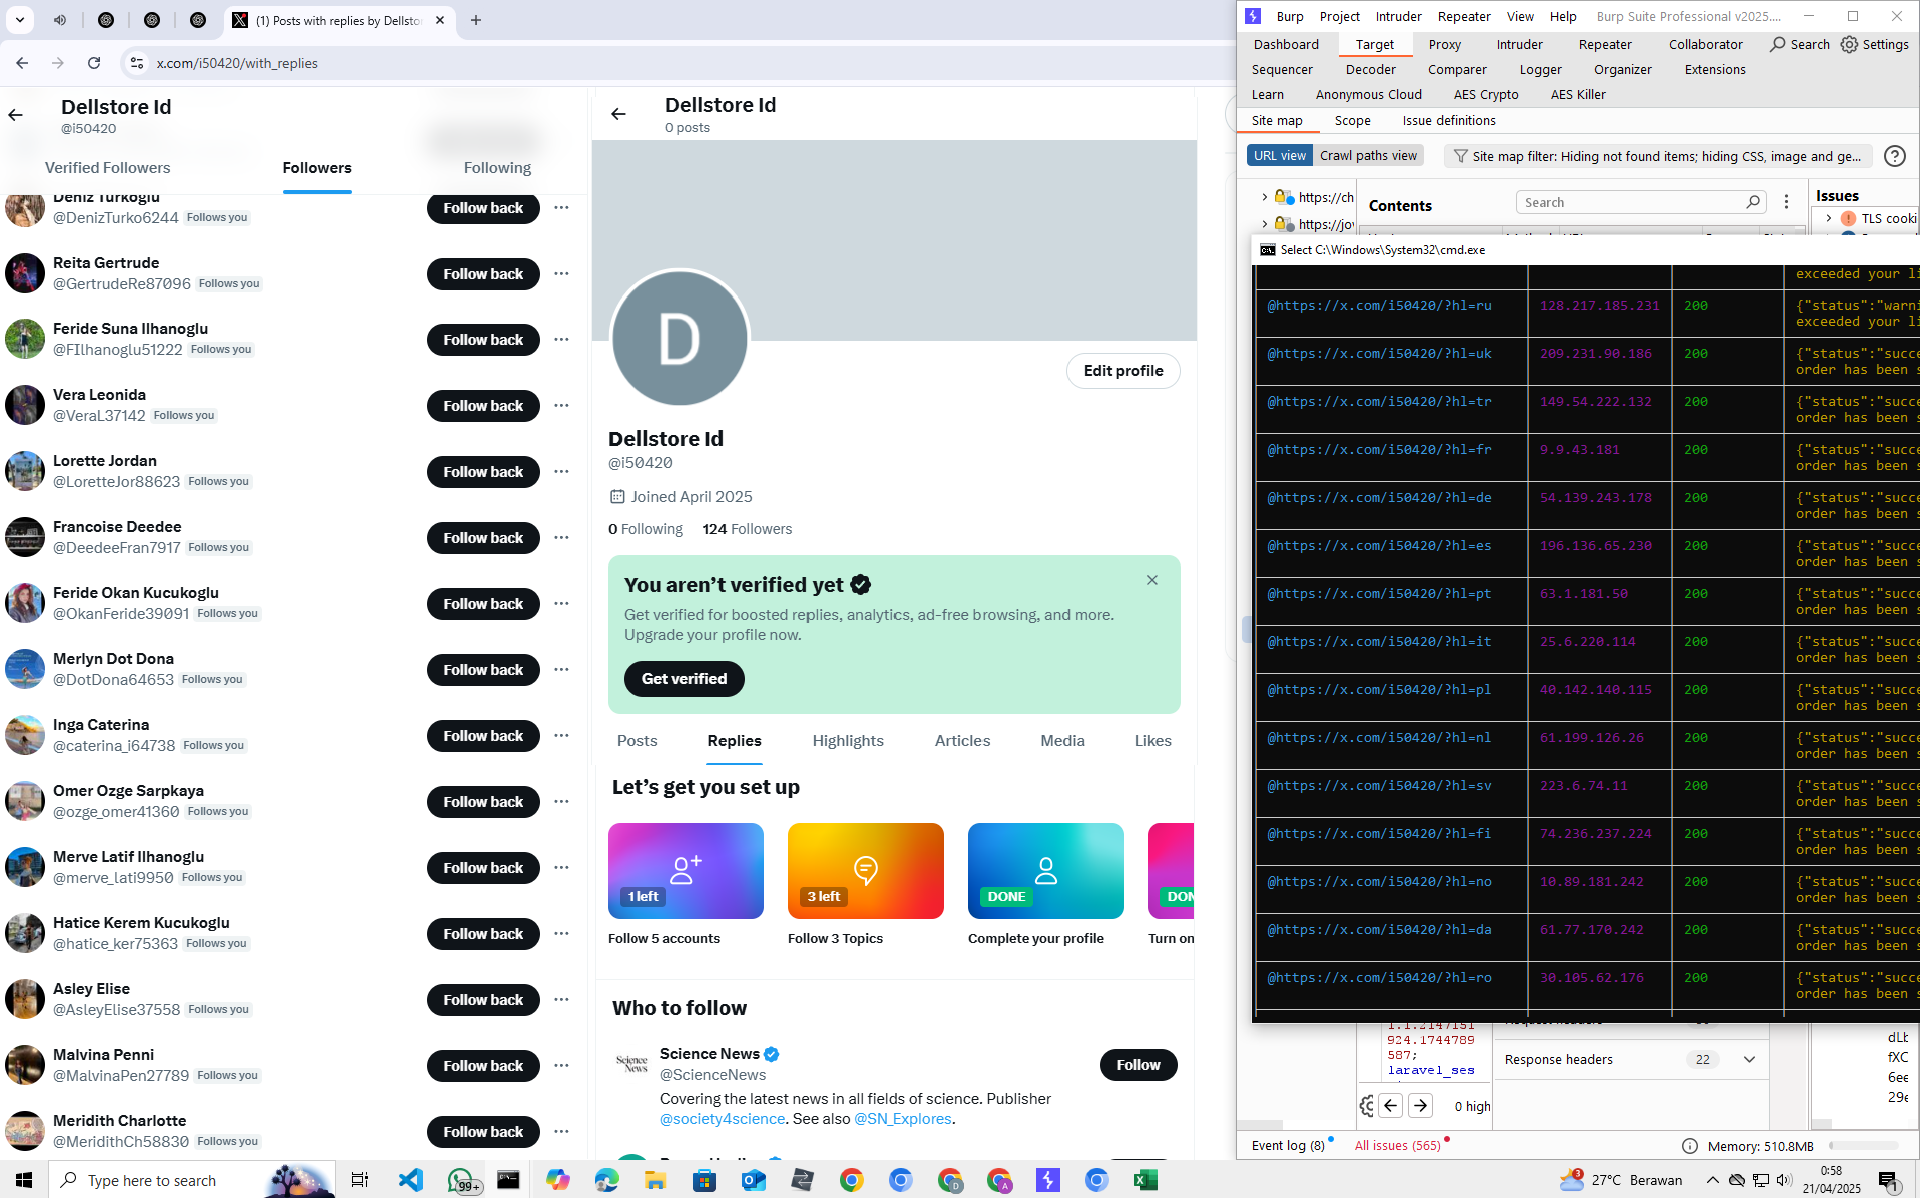 (1) Posts with replies by Dellsto
x.com/i50420/with_replies
Dellstore Id
@i50420
Verified Followers
Followers
Following
Deniz Turkoglu
@DenizTurko6244 Follows you
Follow back
Reita Gertrude
@GertrudeRe87096 Follows you
Follow back
Feride Suna Ilhanoglu
@FIlhanoglu51222 Follows you
Follow back
Vera Leonida
@VeraL37142 Follows you
Follow back
Lorette Jordan
@LoretteJor88623 Follows you
Follow back
Francoise Deedee
@DeedeeFran7917 Follows you
Follow back
Feride Okan Kucukoglu
@OkanFeride39091 Follows you
Follow back
Merlyn Dot Dona
@DotDona64653 Follows you
Follow back
Inga Caterina
@caterina_i64738 Follows you
Follow back
Omer Ozge Sarpkaya
@ozge_omer41360 Follows you
Follow back
Merve Latif Ilhanoglu
@merve_lati9950 Follows you
Follow back
Hatice Kerem Kucukoglu
@hatice_ker75363 Follows you
Follow back
Asley Elise
@AsleyElise37558 Follows you
Follow back
Malvina Penni
@MalvinaPen27789 Follows you
Follow back
Meridith Charlotte
@MeridithCh58830 Follows you
Follow back
Dellstore Id
0 posts
D
Edit profile
Dellstore Id
@i50420
Joined April 2025
0 Following 124 Followers
You aren't verified yet
Get verified for boosted replies, analytics, ad-free browsing, and more.
Upgrade your profile now.
Get verified
Posts Replies Highlights Articles Media Likes
Let's get you set up
1 left 3 left DONE DON
Follow 5 accounts Follow 3 Topics Complete your profile Turn on
Who to follow
Science News
@ScienceNews
Follow
Covering the latest news in all fields of science. Publisher
@society4science. See also @SN_Explores.
Burp Project Intruder Repeater View Help Burp Suite Professional v2025....
Dashboard Target Proxy Intruder Repeater Collaborator Search Settings
Sequencer Decoder Comparer Logger Organizer Extensions
Learn Anonymous Cloud AES Crypto AES Killer
Site map Scope Issue definitions
URL view Crawl paths view Site map filter: Hiding not found items; hiding CSS, image and ge...
https://ch
https://jo
Contents
Search
Issues
TLS cooki
Select C:\Windows\System32\cmd.exe
exceeded your li
@https://x.com/i50420/?hl=ru 128.217.185.231 200 {"status":"warni
exceeded your li
@https://x.com/i50420/?hl=uk 209.231.90.186 200 {"status":"succe
order has been s
@https://x.com/i50420/?hl=tr 149.54.222.132 200 {"status":"succe
order has been s
@https://x.com/i50420/?hl=fr 9.9.43.181 200 {"status":"succe
order has been s
@https://x.com/i50420/?hl=de 54.139.243.178 200 {"status":"succe
order has been s
@https://x.com/i50420/?hl=es 196.136.65.230 200 {"status":"succe
order has been s
@https://x.com/i50420/?hl=pt 63.1.181.50 200 {"status":"succe
order has been s
@https://x.com/i50420/?hl=it 25.6.220.114 200 {"status":"succe
order has been s
@https://x.com/i50420/?hl=pl 40.142.140.115 200 {"status":"succe
order has been s
@https://x.com/i50420/?hl=nl 61.199.126.26 200 {"status":"succe
order has been s
@https://x.com/i50420/?hl=sv 223.6.74.11 200 {"status":"succe
order has been s
@https://x.com/i50420/?hl=fi 74.236.237.224 200 {"status":"succe
order has been s
@https://x.com/i50420/?hl=no 10.89.181.242 200 {"status":"succe
order has been s
@https://x.com/i50420/?hl=da 61.77.170.242 200 {"status":"succe
order has been s
@https://x.com/i50420/?hl=ro 30.105.62.176 200 {"status":"succe
order has been s
1.1.2147151
924.1744789
587;
laravel_ses
Response headers 22
dLb
fXC
6ee
29e
0 high
Event log (8) All issues (565) Memory: 510.8MB
Type here to search
99+
27°C Berawan
0:58
21/04/2025